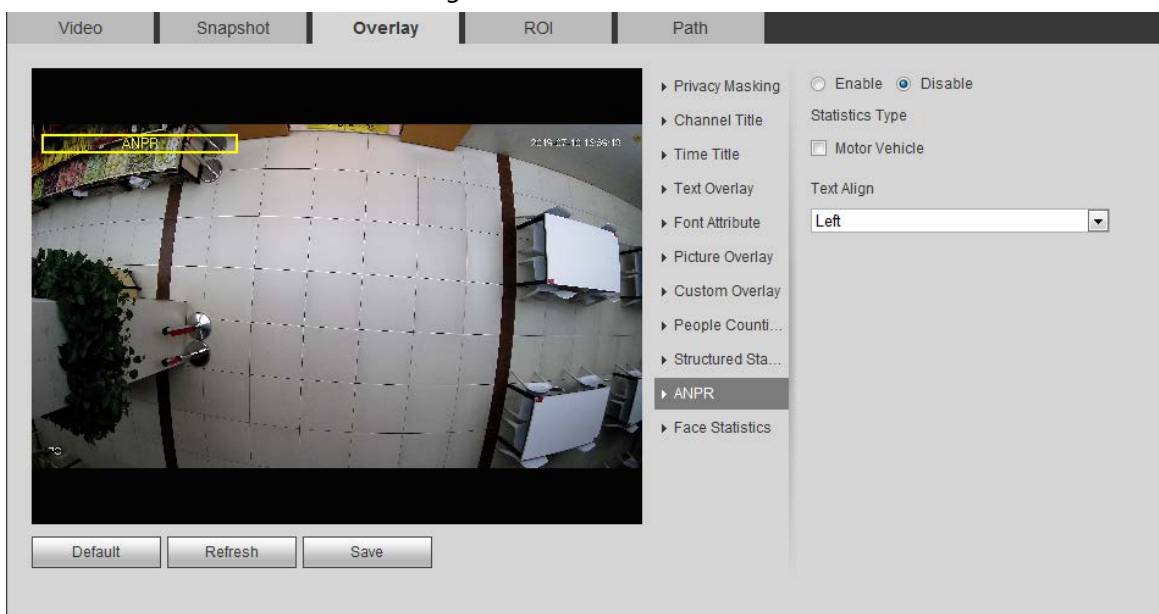 Video Snapshot Overlay ROI Path
ANPR
Privacy Masking
Channel Title
Time Title
Text Overlay
Font Attribute
Picture Overlay
Custom Overlay
People Counti...
Structured Sta...
ANPR
Face Statistics
Enable Disable
Statistics Type
Motor Vehicle
Text Align
Left
Default Refresh Save